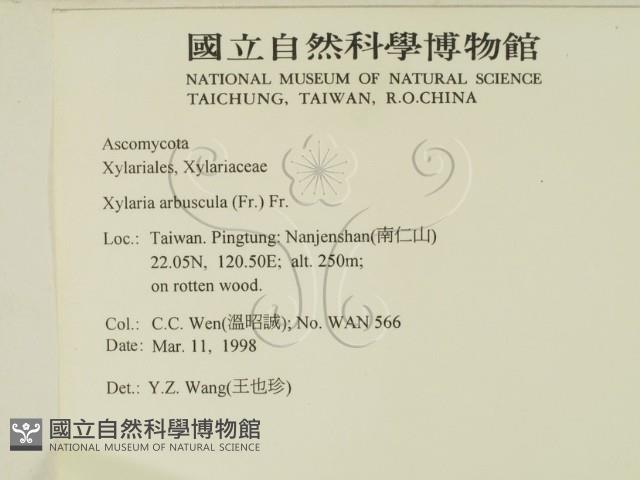 國立自然科學博物館
NATIONAL MUSEUM OF NATURAL SCIENCE
TAICHUNG, TAIWAN, R.O.CHINA
Ascomycota
Xylariales, Xylariaceae
Xylaria arbuscula (Fr.) Fr.
Loc.: Taiwan. Pingtung: Nanjenshan(南仁山)
22.05N, 120.50E; alt. 250m;
on rotten wood.
Col.: C.C. Wen(溫昭誠); No. WAN 566
Date: Mar. 11, 1998
Det.: Y.Z. Wang(王也珍)
國立自然科學博物館
NATIONAL MUSEUM OF NATURAL SCIENCE